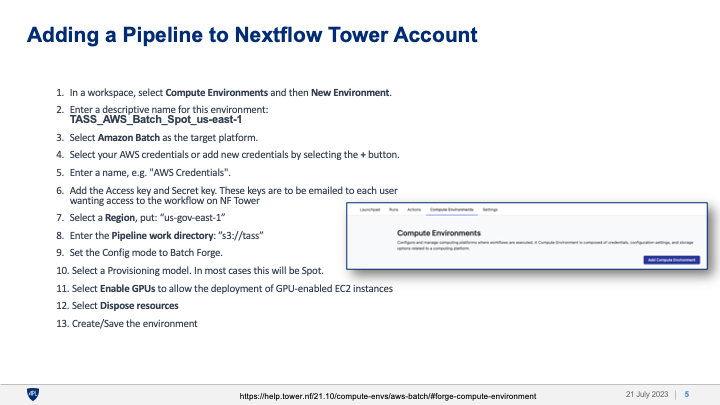 Adding a Pipeline to Nextflow Tower Account
1. In a workspace, select Compute Environments and then New Environment.
2. Enter a descriptive name for this environment:
TASS_AWS_Batch_Spot_us-east-1
3. Select Amazon Batch as the target platform.
4. Select your AWS credentials or add new credentials by selecting the + button.
5. Enter a name, e.g. "AWS Credentials".
6. Add the Access key and Secret key. These keys are to be emailed to each user
wanting access to the workflow on NF Tower
7. Select a Region, put: “us-gov-east-1”
8. Enter the Pipeline work directory: “s3://tass”
9. Set the Config mode to Batch Forge.
10. Select a Provisioning model. In most cases this will be Spot.
11. Select Enable GPUs to allow the deployment of GPU-enabled EC2 instances
12. Select Dispose resources
13. Create/Save the environment
Launchpad Runs Actions Compute Environments Settings
Compute Environments
Configure and manage computing platforms where workflows are executed. A Compute Environment is composed of credentials, configuration settings, and storage
options related to a computing platform.
Add Compute Environment
APL
https://help.tower.nf/21.10/compute-envs/aws-batch/#forge-compute-environment
21 July 2023
5